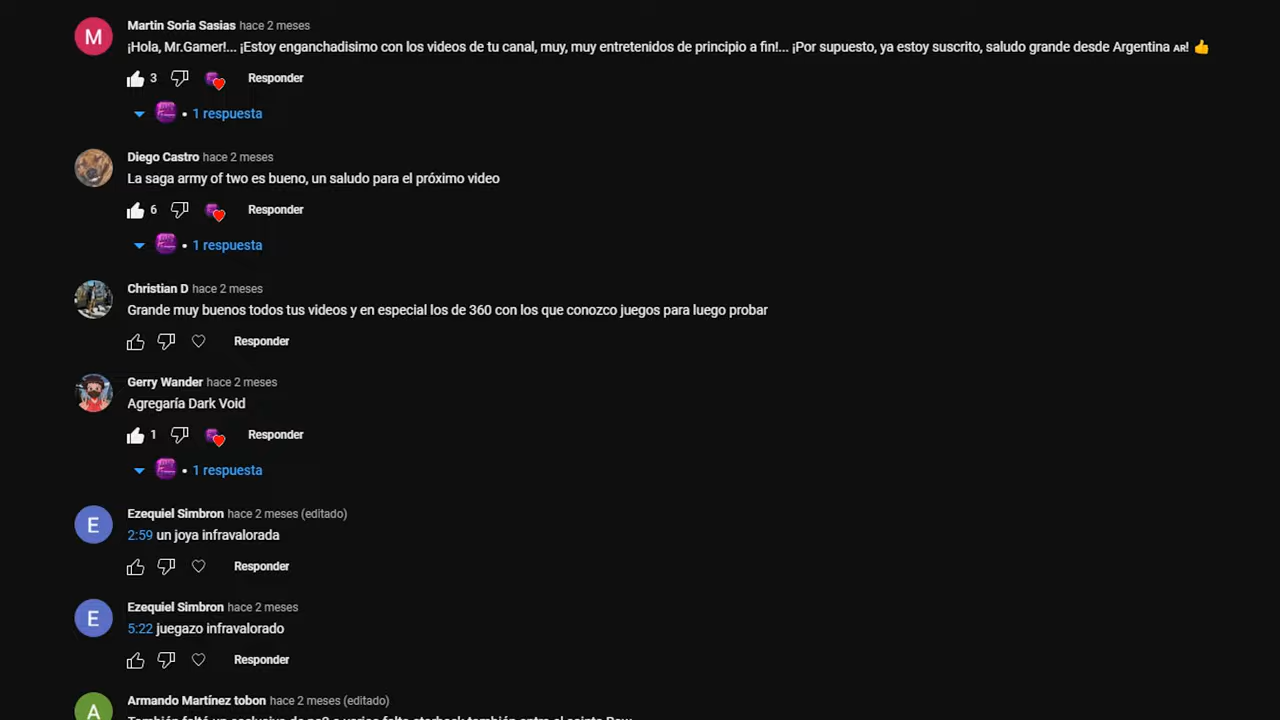 Martin Soria Sasias hace 2 meses
¡Hola, Mr.Gamer!... ¡Estoy enganchadisimo con los videos de tu canal, muy, muy entretenidos de principio a fin!... ¡Por supuesto, ya estoy suscrito, saludo grande desde Argentina AR! 👍
3 Responder
• 1 respuesta
Diego Castro hace 2 meses
La saga army of two es bueno, un saludo para el próximo video
6 Responder
• 1 respuesta
Christian D hace 2 meses
Grande muy buenos todos tus videos y en especial los de 360 con los que conozco juegos para luego probar
Responder
Gerry Wander hace 2 meses
Agregaría Dark Void
1 Responder
• 1 respuesta
E
Ezequiel Simbron hace 2 meses (editado)
2:59 un joya infravalorada
Responder
E
Ezequiel Simbron hace 2 meses
5:22 juegazo infravalorado
Responder
A
Armando Martínez tobon hace 2 meses (editado)
M